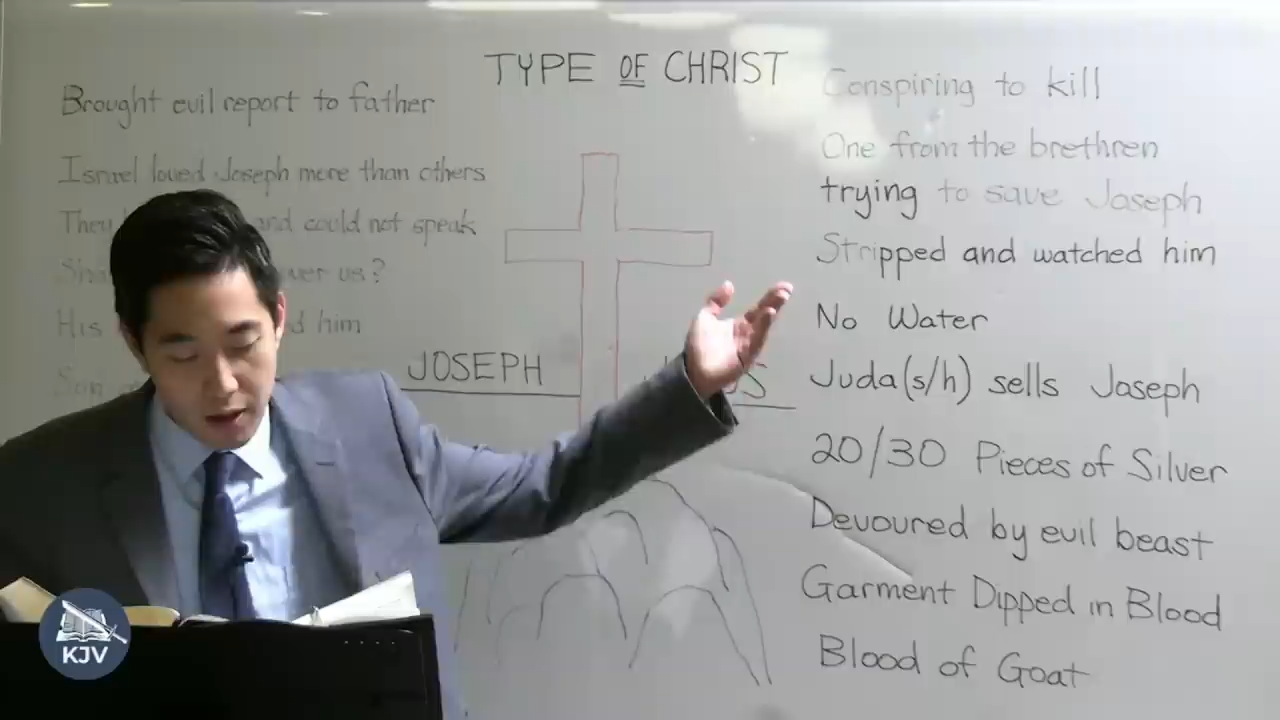 TYPE OF CHRIST
Brought evil report to father
Israel loved Joseph more than others
They and could not speak
us?
His him
JOSEPH
Conspiring to kill
One from the brethren
trying to save Joseph
Stripped and watched him
No Water
Juda(s/h) sells Joseph
20/30 Pieces of Silver
Devoured by evil beast
Garment Dipped in Blood
Blood of Goat
KJV